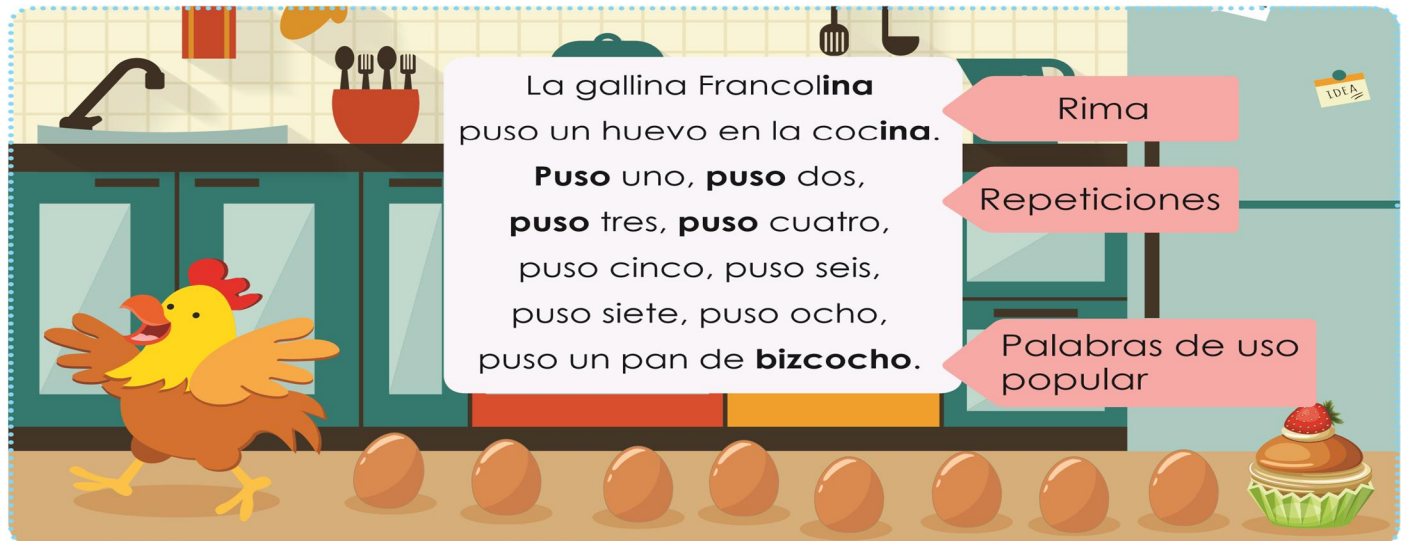 La gallina Francolina
puso un huevo en la cocina.
Puso uno, puso dos,
puso tres, puso cuatro,
puso cinco, puso seis,
puso siete, puso ocho,
puso un pan de bizcocho.
Rima
Repeticiones
Palabras de uso
popular
IDEA